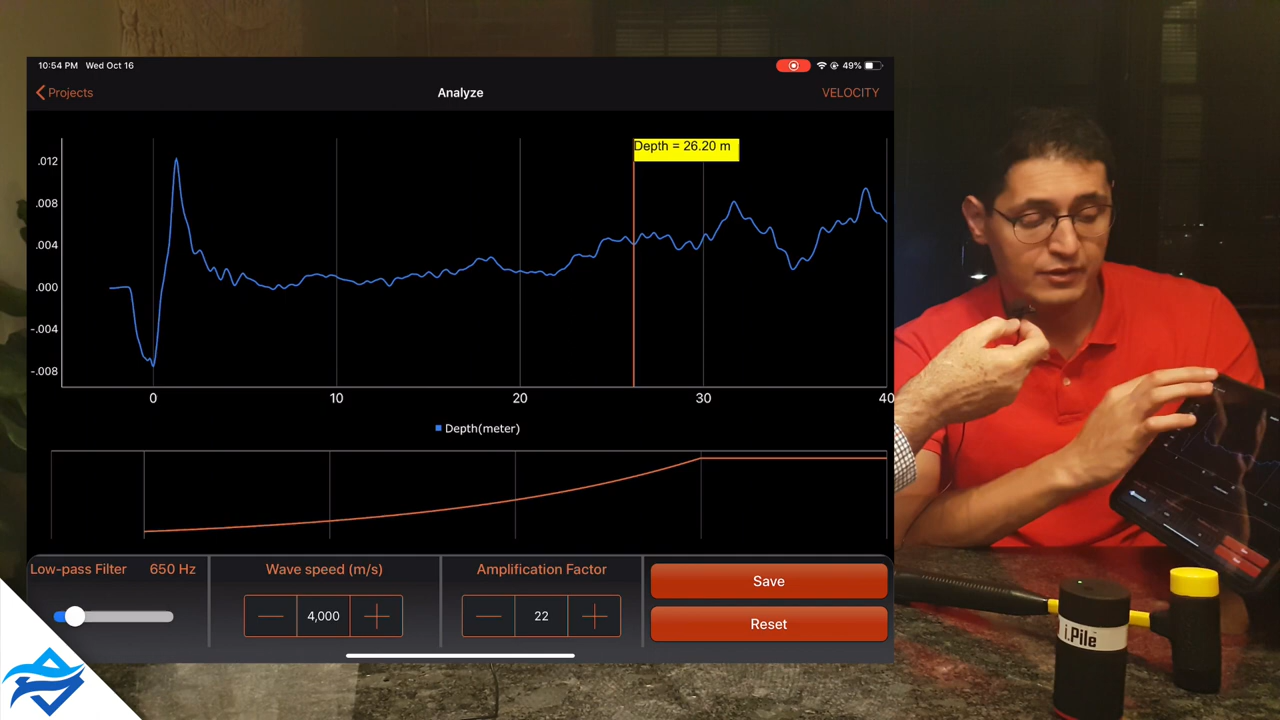 10:54 PM Wed Oct 16
49%
Projects
Analyze
VELOCITY
Depth = 26.20 m
.012
.008
.004
.000
-.004
-.008
0 10 20 30 40
Depth(meter)
Low-pass Filter 650 Hz
Wave speed (m/s)
Amplification Factor
4,000
22
Save
Reset
i.Pile